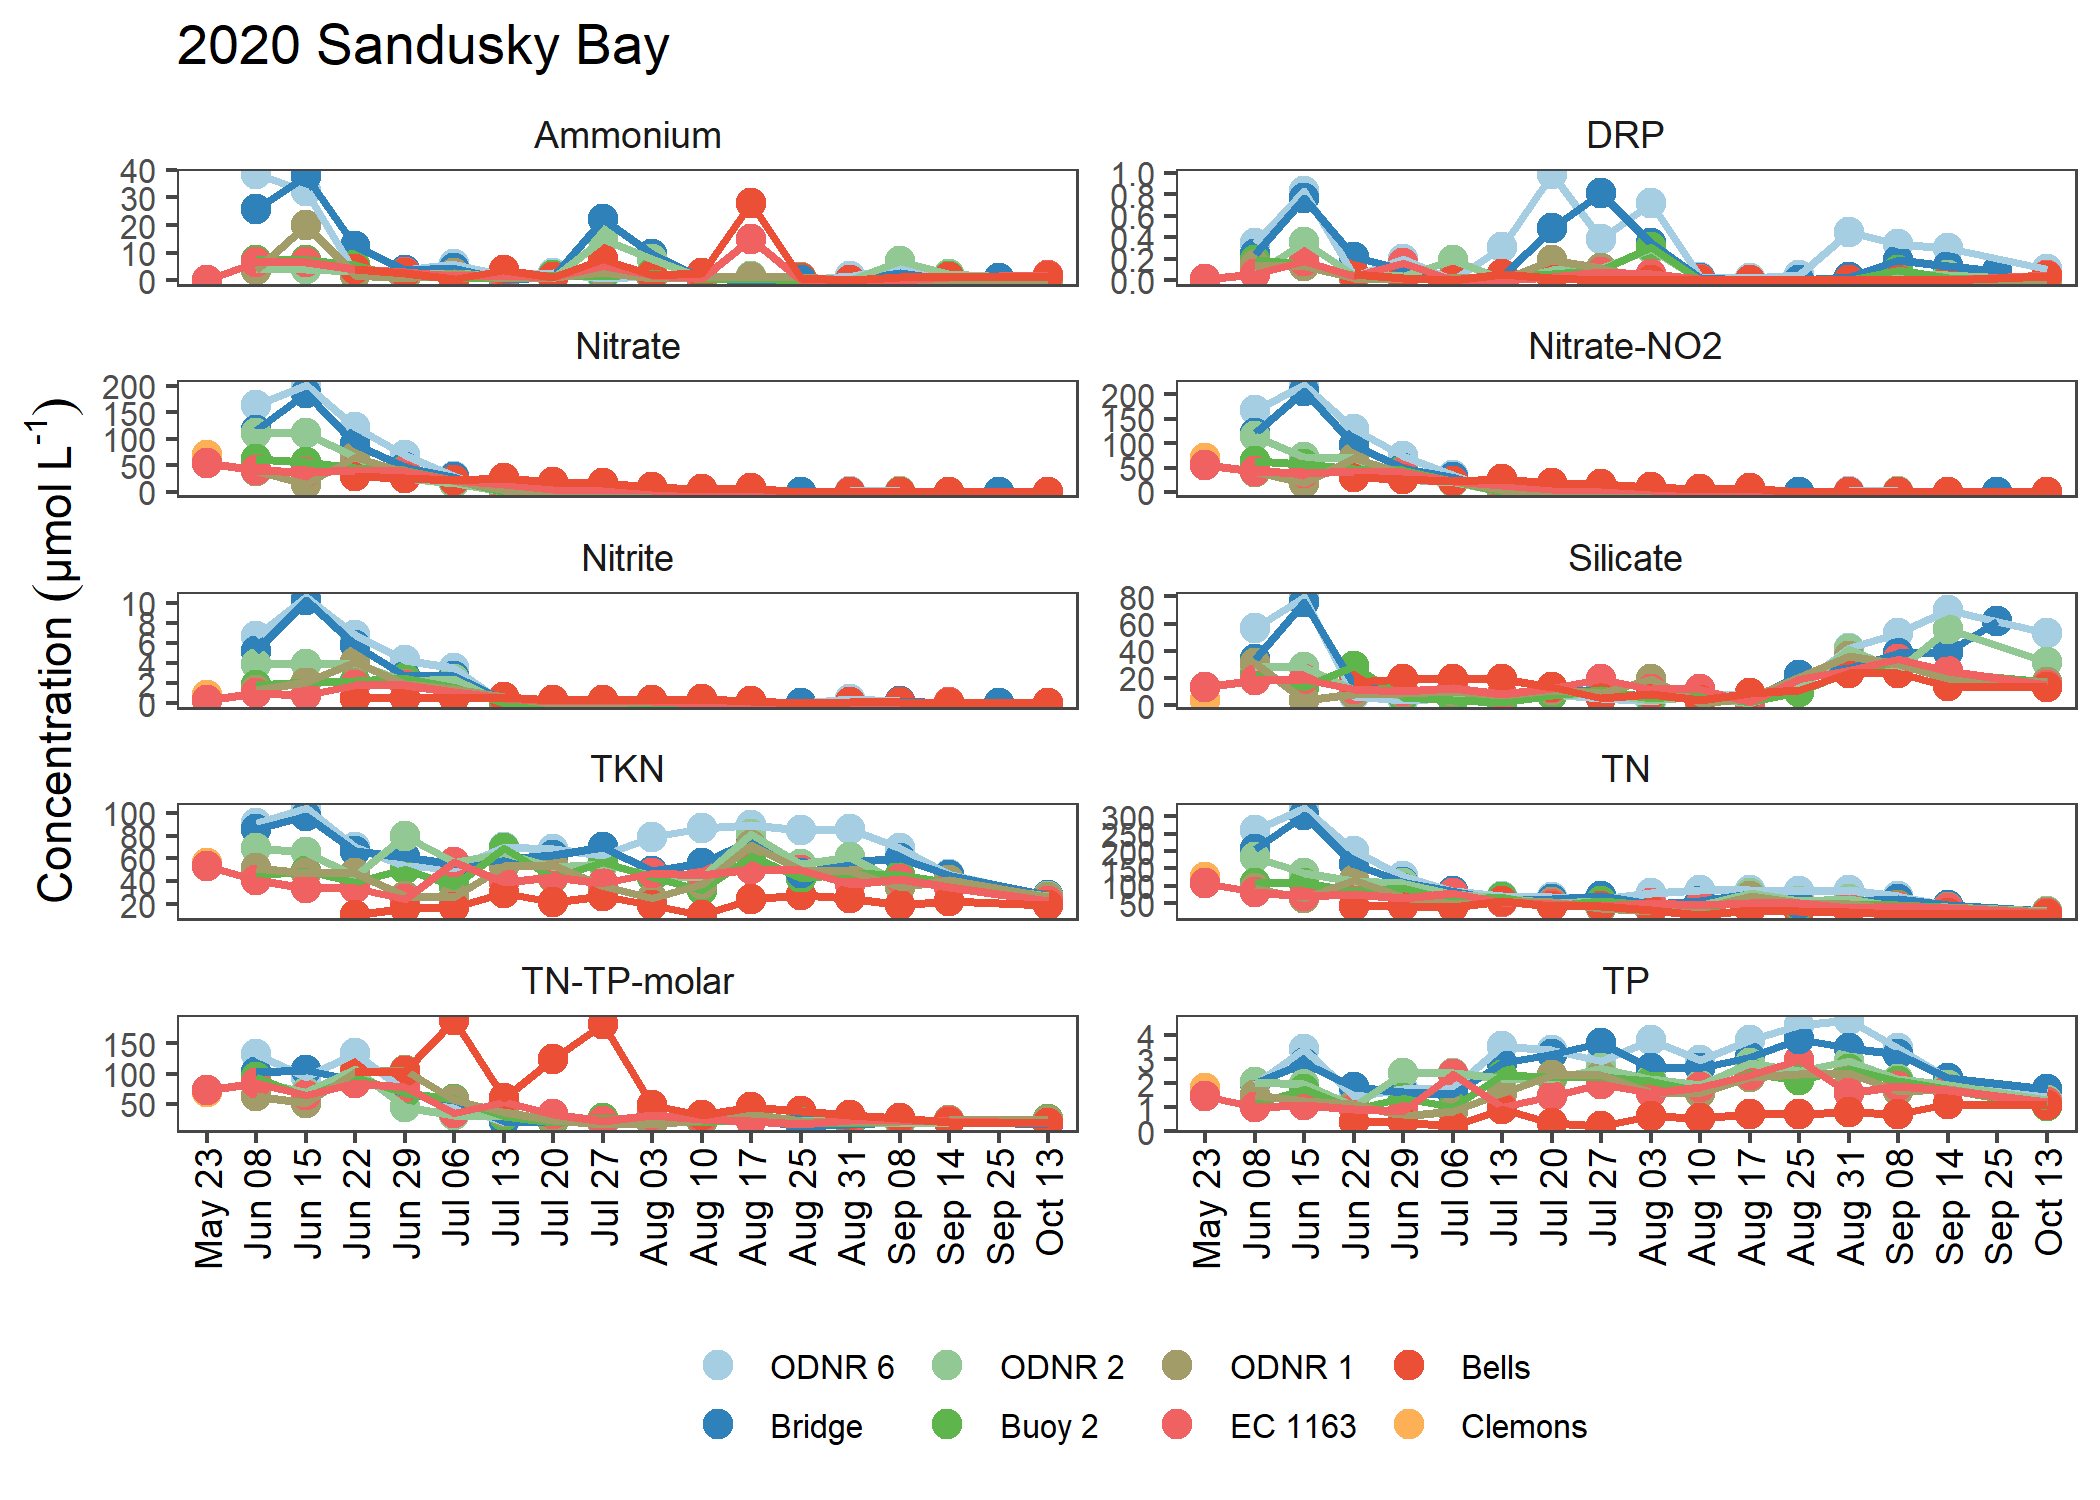 2020 Sandusky Bay
Ammonium
40
30
20
10
0
DRP
1.0
0.8
0.6
0.4
0.2
0.0
Nitrate
200
150
100
50
0
Nitrate-NO2
200
150
100
50
0
Concentration (µmol L⁻¹)
Nitrite
10
8
6
4
2
0
Silicate
80
60
40
20
0
TKN
100
80
60
40
20
TN
300
250
200
150
100
50
TN-TP-molar
150
100
50
TP
4
3
2
1
0
May 23
Jun 08
Jun 15
Jun 22
Jun 29
Jul 06
Jul 13
Jul 20
Jul 27
Aug 03
Aug 10
Aug 17
Aug 25
Aug 31
Sep 08
Sep 14
Sep 25
Oct 13
May 23
Jun 08
Jun 15
Jun 22
Jun 29
Jul 06
Jul 13
Jul 20
Jul 27
Aug 03
Aug 10
Aug 17
Aug 25
Aug 31
Sep 08
Sep 14
Sep 25
Oct 13
ODNR 6 ODNR 2 ODNR 1 Bells
Bridge Buoy 2 EC 1163 Clemons